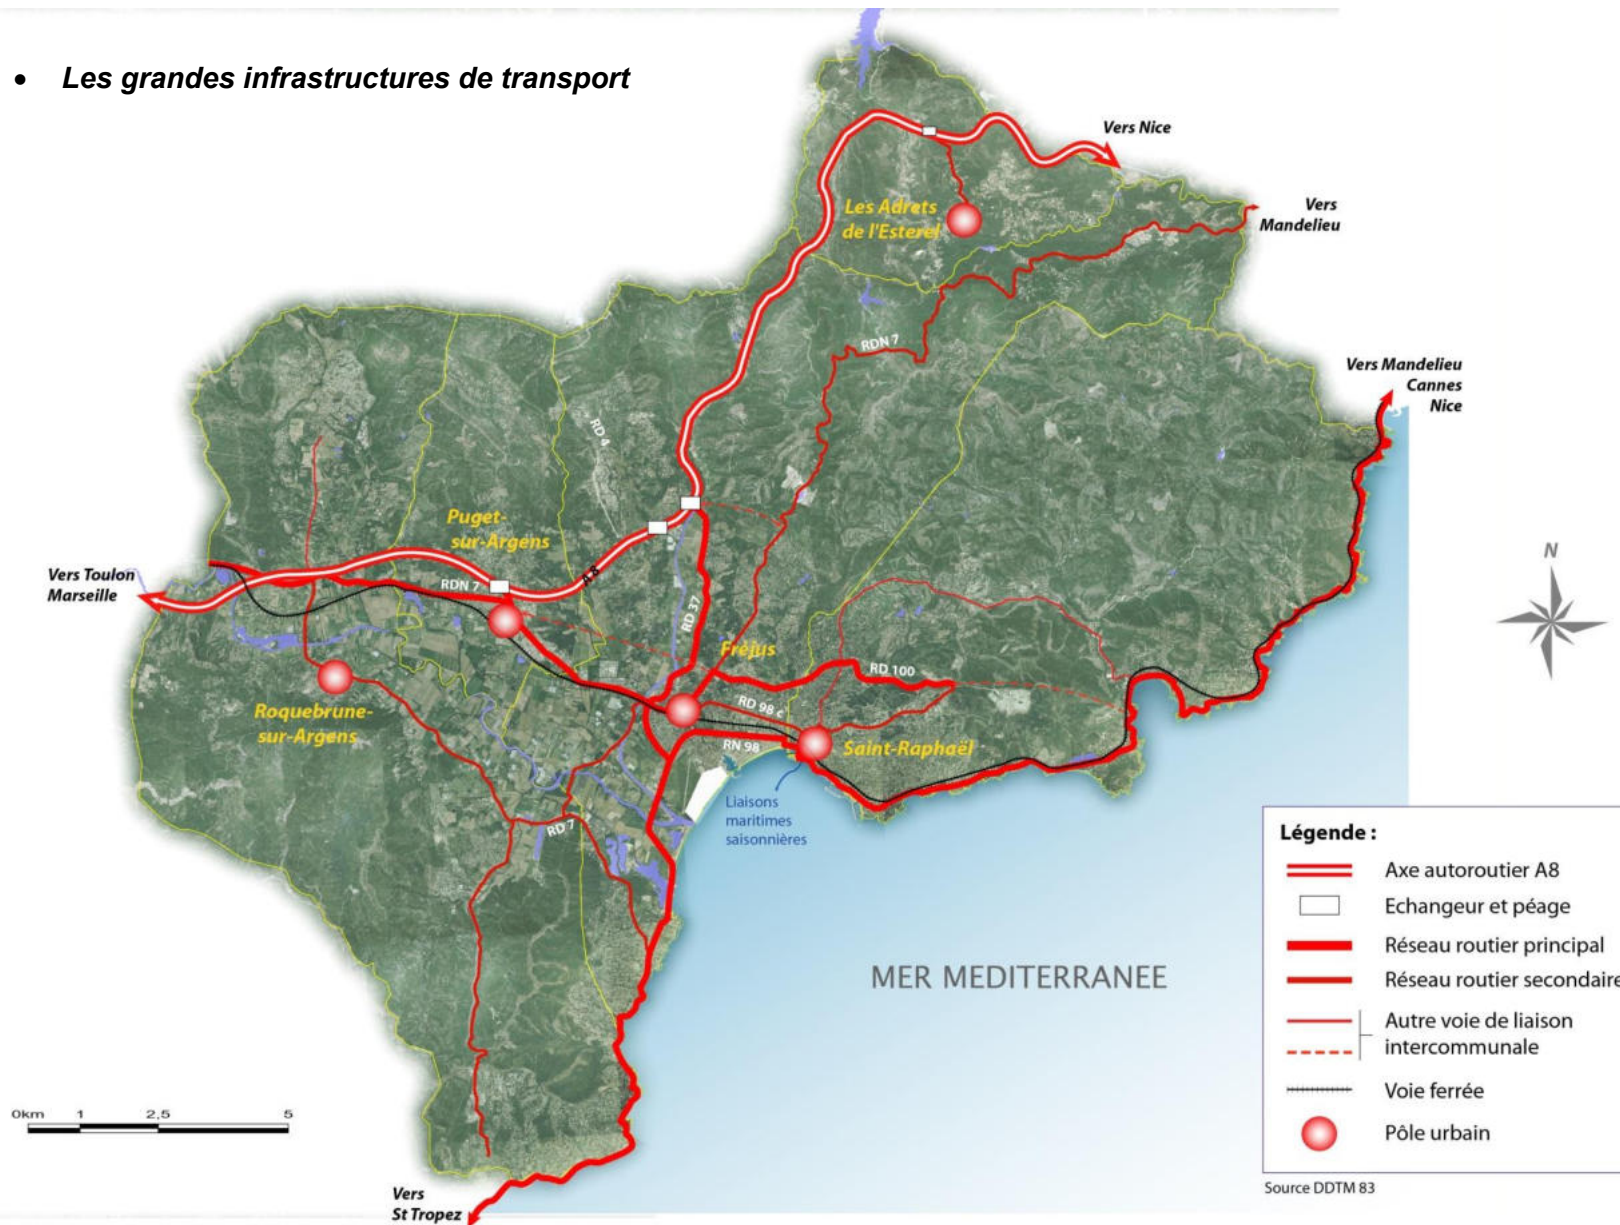 • Les grandes infrastructures de transport
Vers Nice
Vers
Mandelieu
Les Adrets
de l'Esterel
RDN 7
Vers Mandelieu
Cannes
Nice
RD 4
Puget-
sur-Argens
N
Vers Toulon
Marseille
RDN 7
A 8
RD 37
Fréjus
RD 100
Roquebrune-
sur-Argens
RD 98 c
RN 98
Saint-Raphaël
Liaisons
maritimes
saisonnières
RD 7
MER MEDITERRANEE
Légende :
Axe autoroutier A8
Echangeur et péage
Réseau routier principal
Réseau routier secondaire
Autre voie de liaison
intercommunale
Voie ferrée
Pôle urbain
0km 1 2,5 5
Vers
St Tropez
Source DDTM 83